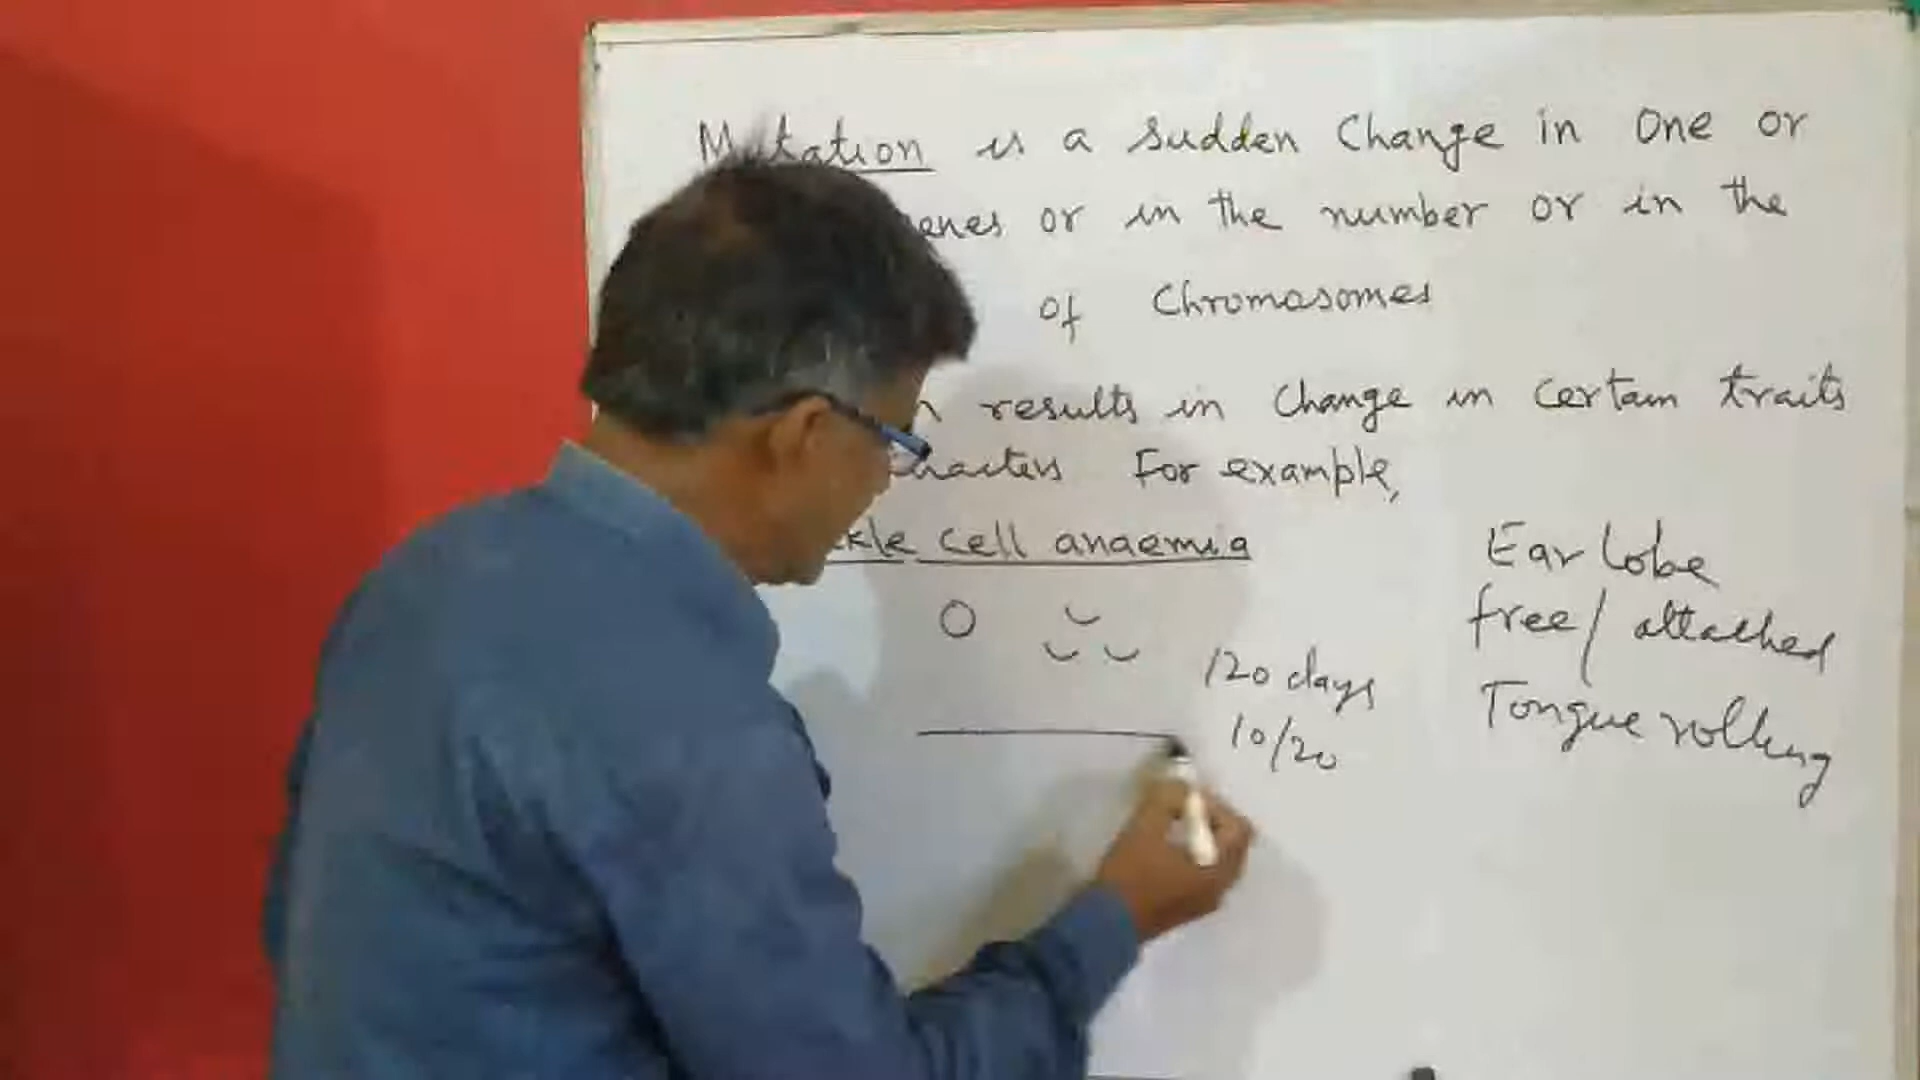 Mutation is a sudden change in one or
or in the number or in the
of Chromosomes
results in change in certain traits
For example,
cell anaemia
Ear lobe
free/ attached
120 days
Tongue rolling
10/20